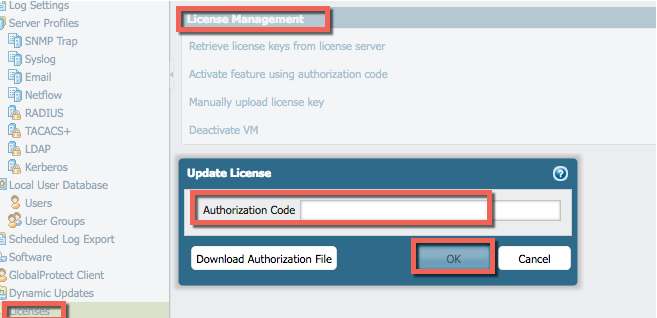 Log Settings
Server Profiles
SNMP Trap
Syslog
Email
Netflow
RADIUS
TACACS+
LDAP
Kerberos
Local User Database
Users
User Groups
Scheduled Log Export
Software
GlobalProtect Client
Dynamic Updates
Licenses
License Management
Retrieve license keys from license server
Activate feature using authorization code
Manually upload license key
Deactivate VM
Update License
?
Authorization Code
Download Authorization File
OK
Cancel